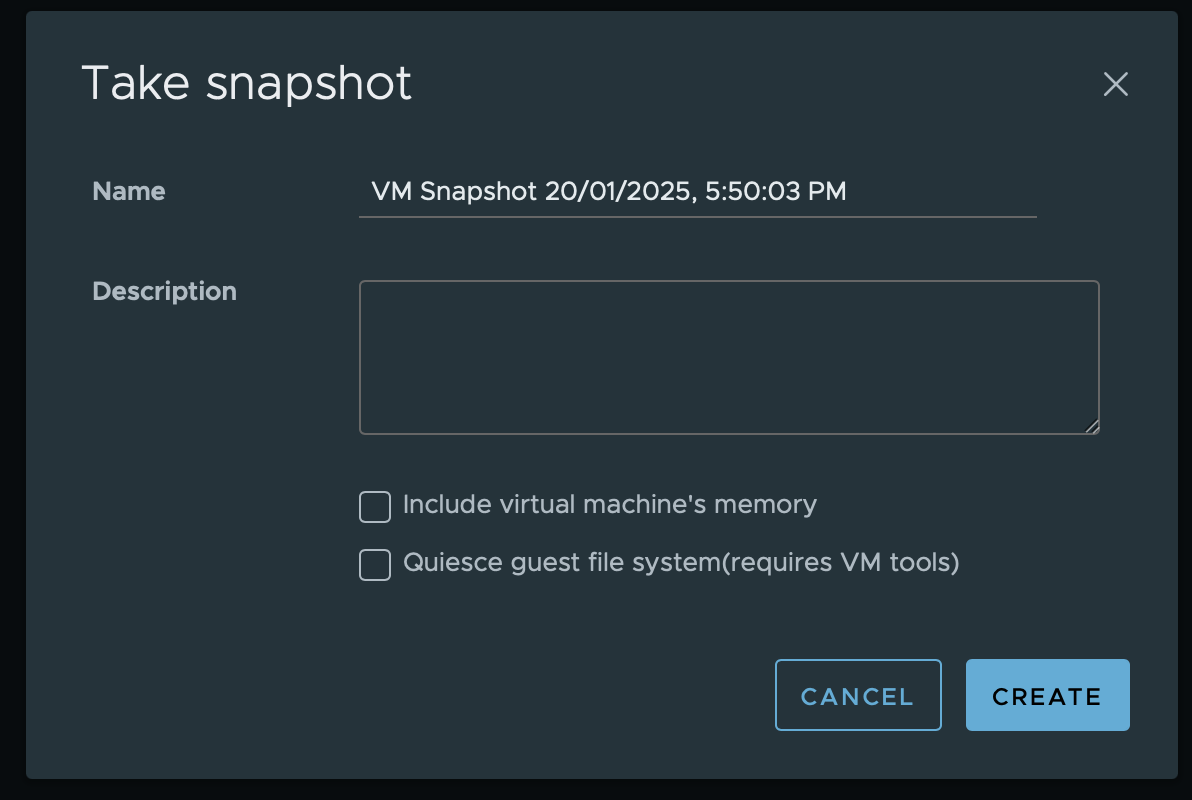 Take snapshot
Name
VM Snapshot 20/01/2025, 5:50:03 PM
Description
Include virtual machine's memory
Quiesce guest file system(requires VM tools)
CANCEL
CREATE